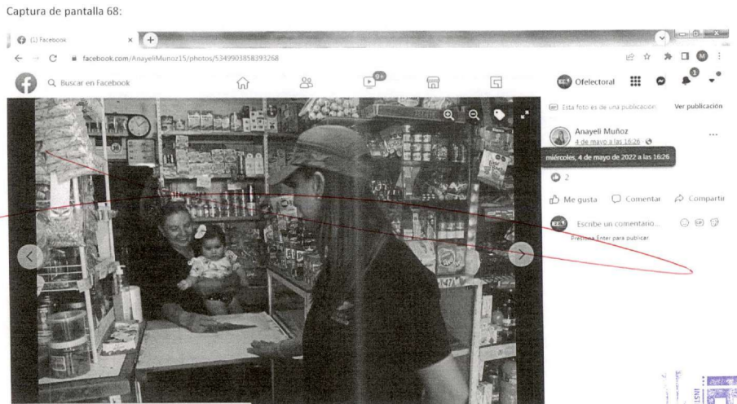 Captura de pantalla 68:
(1) Facebook
facebook.com/AnayeliMunoz15/photos/5349901858393268
Buscar en Facebook
9+
Ofelectoral
Esta foto es de una publicación.
Ver publicación
Anayeli Muñoz
4 de mayo a las 16:26
miércoles, 4 de mayo de 2022 a las 16:26
2
Me gusta
Comentar
Compartir
Escribe un comentario...
Presiona Enter para publicar